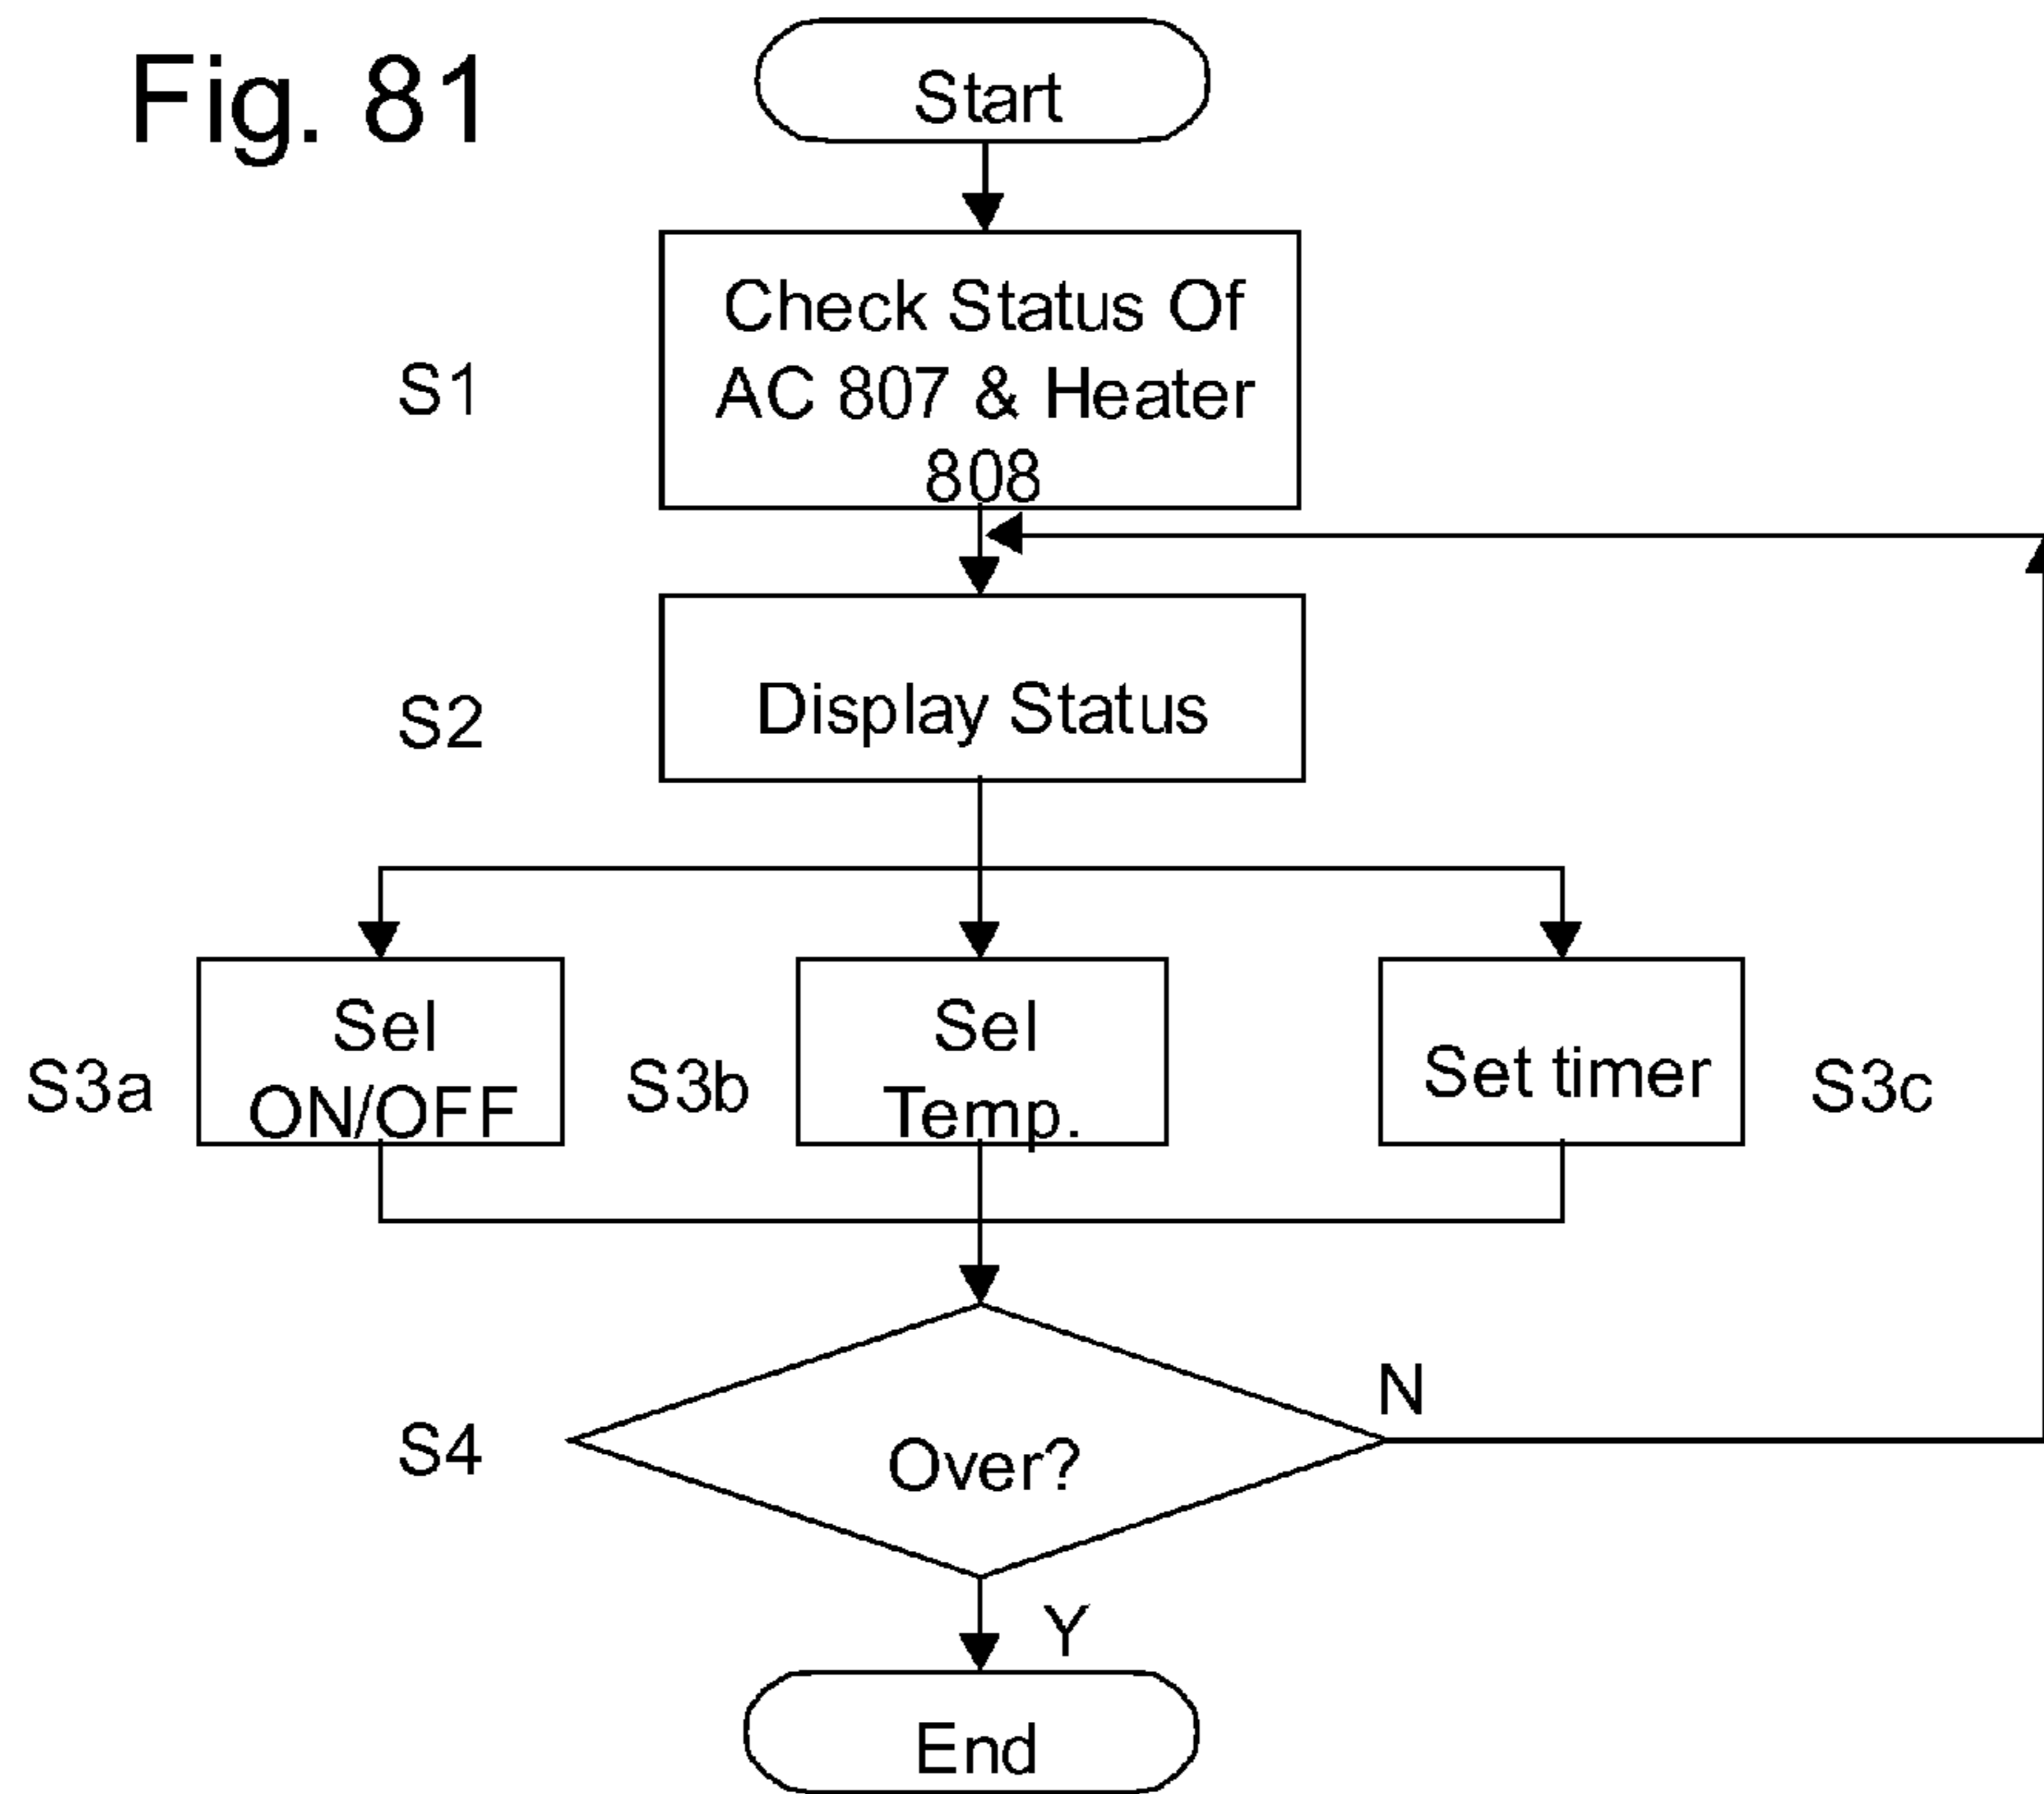 Fig. 81
Start
S1
Check Status Of
AC 807 & Heater
808
S2
Display Status
S3a
Sel
ON/OFF
S3b
Sel
Temp.
Set timer
S3c
S4
Over?
N
Y
End